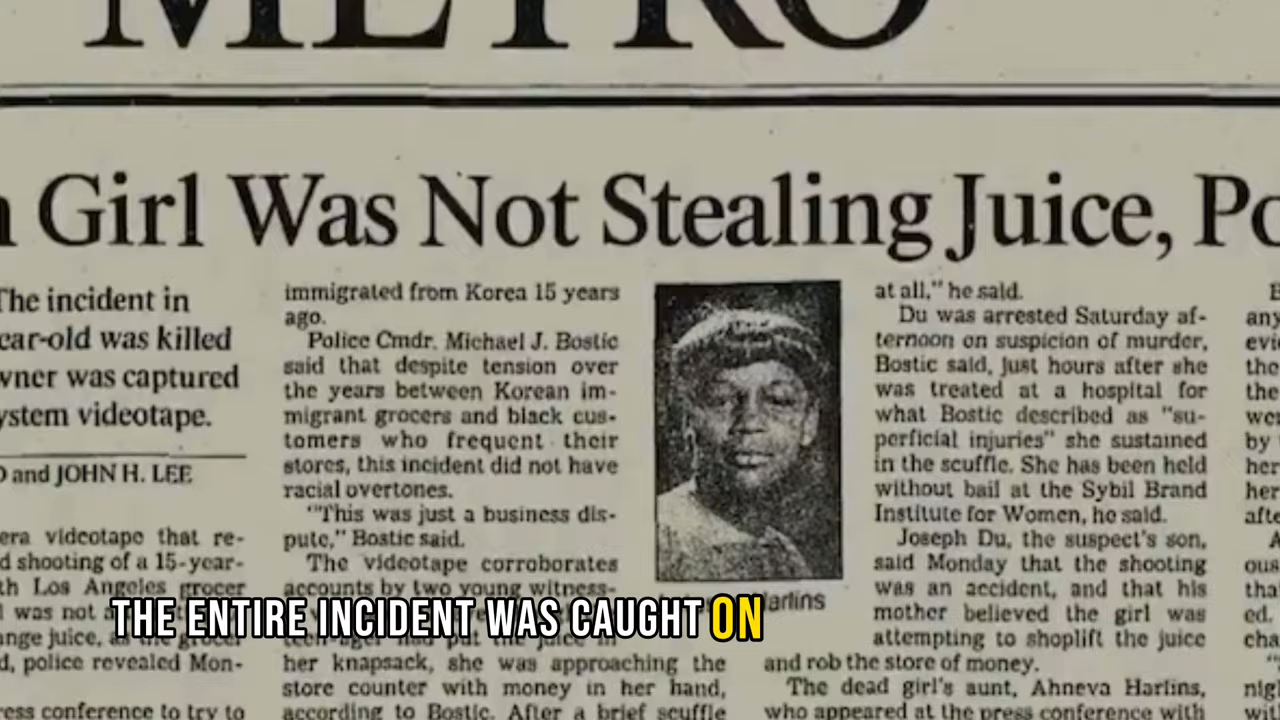 METRO
Girl Was Not Stealing Juice,
The incident in
ear-old was killed
wner was captured
ystem videotape.
and JOHN H. LEE
era videotape that re-
d shooting of a 15-year-
th Los Angeles grocer
was not
ange juice, as the grocer
d, police revealed Mon-
ress conference to try to
immigrated from Korea 15 years
ago.
Police Cmdr. Michael J. Bostic
said that despite tension over
the years between Korean im-
migrant grocers and black cus-
tomers who frequent their
stores, this incident did not have
racial overtones.
"This was just a business dis-
pute," Bostic said.
The videotape corroborates
accounts by two young witness-
teen-ager had put the juice in
her knapsack, she was approaching the
store counter with money in her hand,
according to Bostic. After a brief scuffle
Harlins
at all," he said.
Du was arrested Saturday af-
ternoon on suspicion of murder,
Bostic said, just hours after she
was treated at a hospital for
what Bostic described as "su-
perficial injuries" she sustained
in the scuffle. She has been held
without bail at the Sybil Brand
Institute for Women, he said.
Joseph Du, the suspect's son,
said Monday that the shooting
was an accident, and that his
mother believed the girl was
attempting to shoplift the juice
and rob the store of money.
The dead girl's aunt, Ahneva Harlins,
who appeared at the press conference with
THE ENTIRE INCIDENT WAS CAUGHT ON